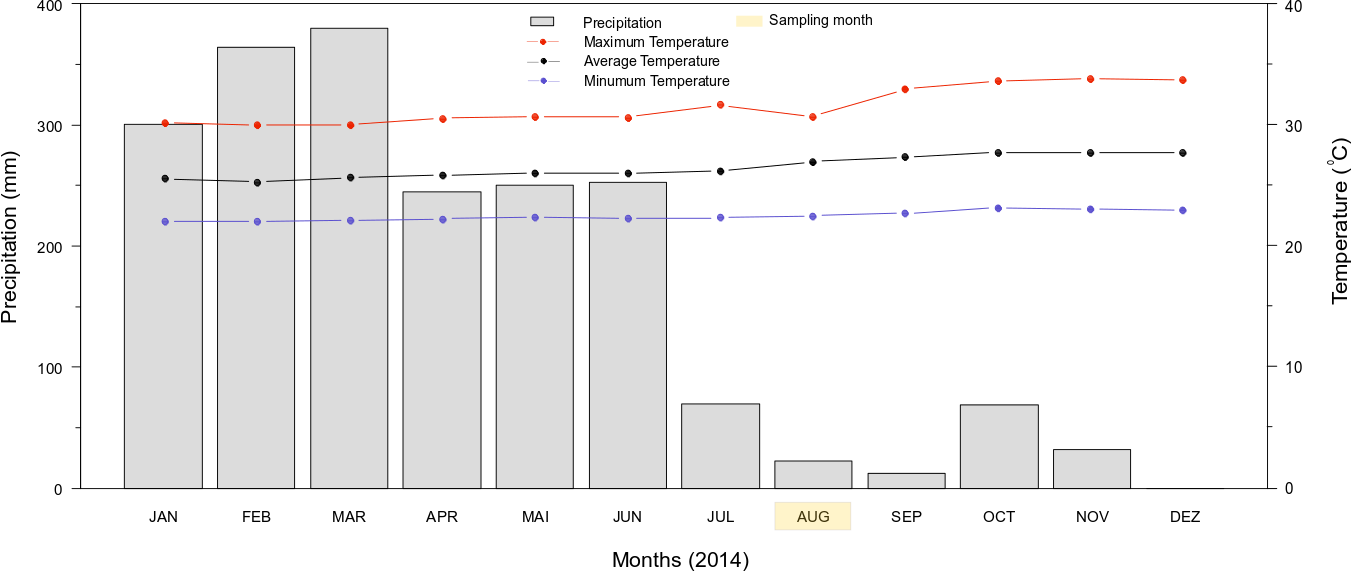 400
300
200
100
0
Precipitation (mm)
Precipitation
Maximum Temperature
Average Temperature
Minumum Temperature
Sampling month
40
30
20
10
0
Temperature (⁰C)
JAN FEB MAR APR MAI JUN JUL AUG SEP OCT NOV DEZ
Months (2014)